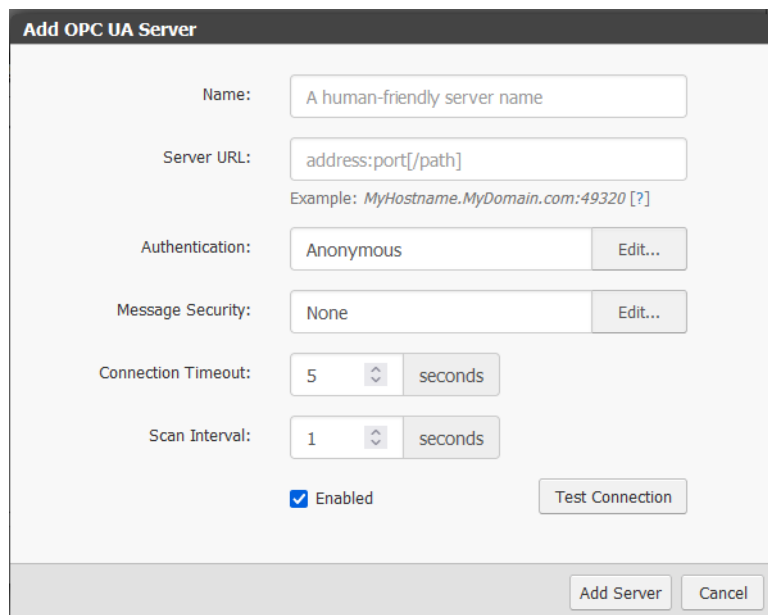 Add OPC UA Server
Name: A human-friendly server name
Server URL: address:port[/path]
Example: MyHostname.MyDomain.com:49320 [?]
Authentication: Anonymous Edit...
Message Security: None Edit...
Connection Timeout: 5 seconds
Scan Interval: 1 seconds
Enabled Test Connection
Add Server Cancel